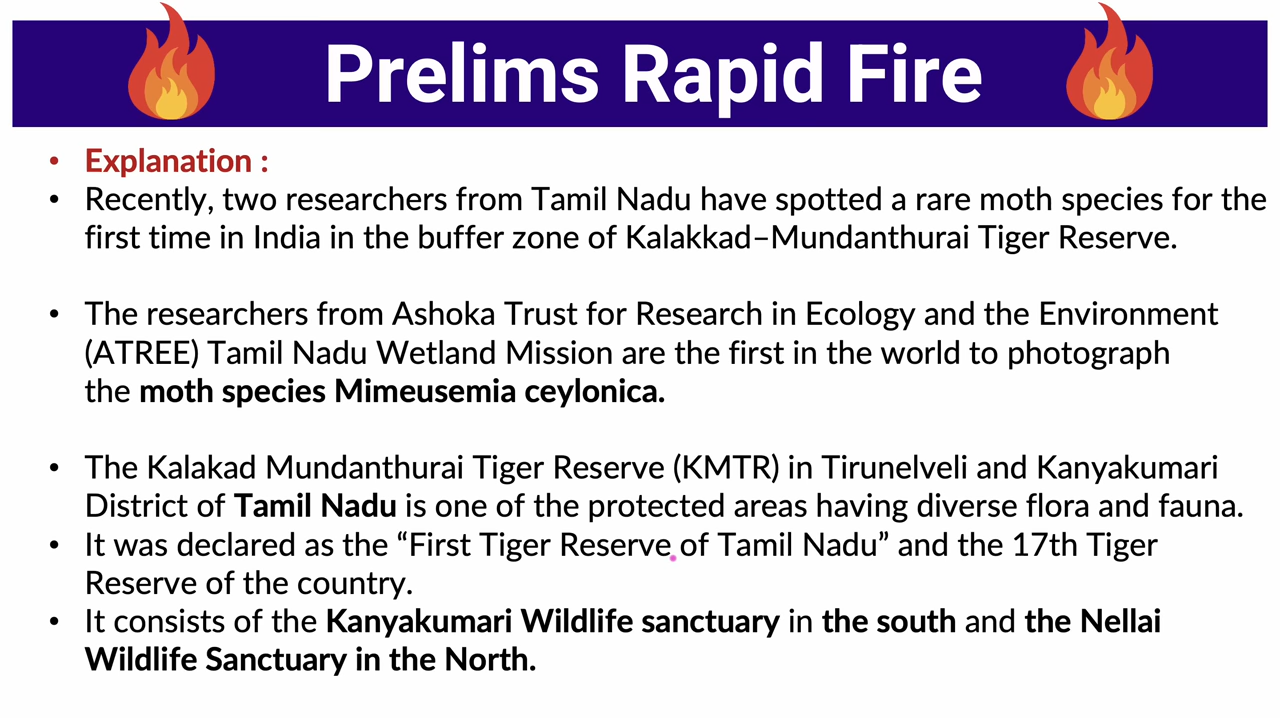 Prelims Rapid Fire
• Explanation :
• Recently, two researchers from Tamil Nadu have spotted a rare moth species for the
first time in India in the buffer zone of Kalakkad–Mundanthurai Tiger Reserve.
• The researchers from Ashoka Trust for Research in Ecology and the Environment
(ATREE) Tamil Nadu Wetland Mission are the first in the world to photograph
the moth species Mimeusemia ceylonica.
• The Kalakad Mundanthurai Tiger Reserve (KMTR) in Tirunelveli and Kanyakumari
District of Tamil Nadu is one of the protected areas having diverse flora and fauna.
• It was declared as the “First Tiger Reserve of Tamil Nadu” and the 17th Tiger
Reserve of the country.
• It consists of the Kanyakumari Wildlife sanctuary in the south and the Nellai
Wildlife Sanctuary in the North.